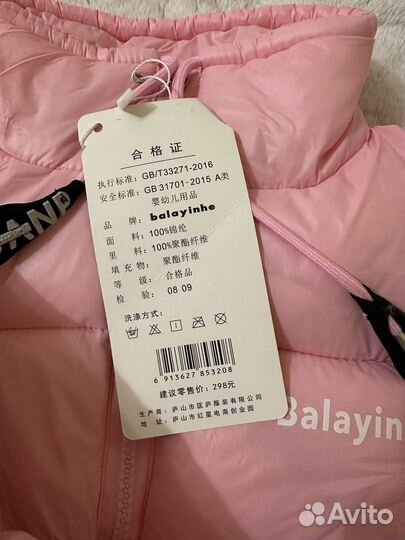 合格证
执行标准: GB/T33271-2016
安全标准: GB 31701-2015 A类
婴幼儿用品
品牌: balayinhe
面料: 100%锦纶
里料: 100%聚酯纤维
填充物: 聚酯纤维
等级: 合格品
检验: 08 09
洗涤方式:
6 913627 853208
建议零售价: 298元
生产商: 庐山市匡庐服装有限公司
地址: 庐山市红星电商创业园
AND
Balayin
Avito